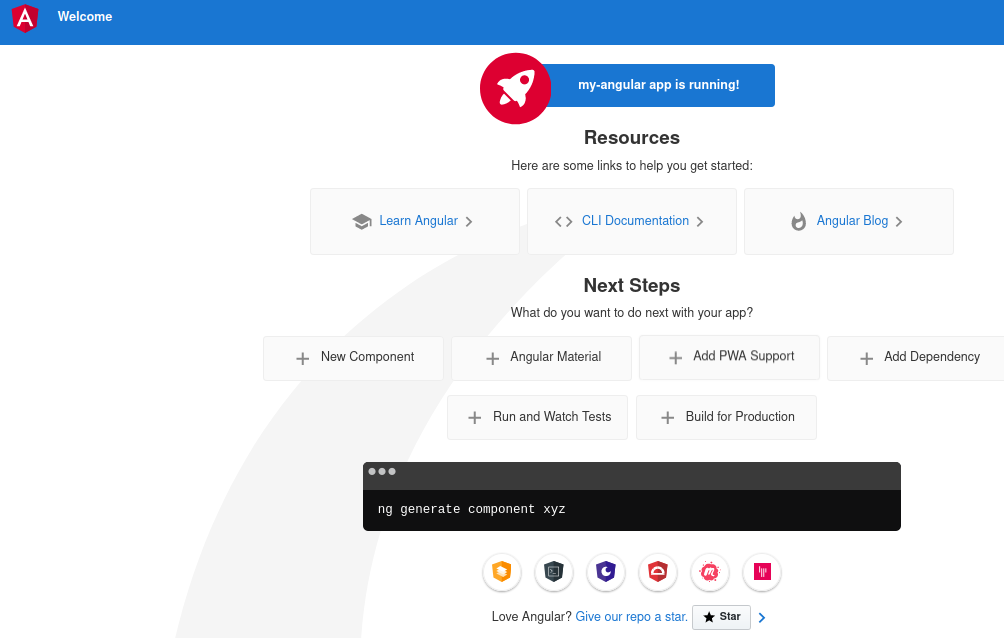 Welcome
my-angular app is running!
Resources
Here are some links to help you get started:
Learn Angular
CLI Documentation
Angular Blog
Next Steps
What do you want to do next with your app?
New Component
Angular Material
Add PWA Support
Add Dependency
Run and Watch Tests
Build for Production
ng generate component xyz
Love Angular? Give our repo a star. Star